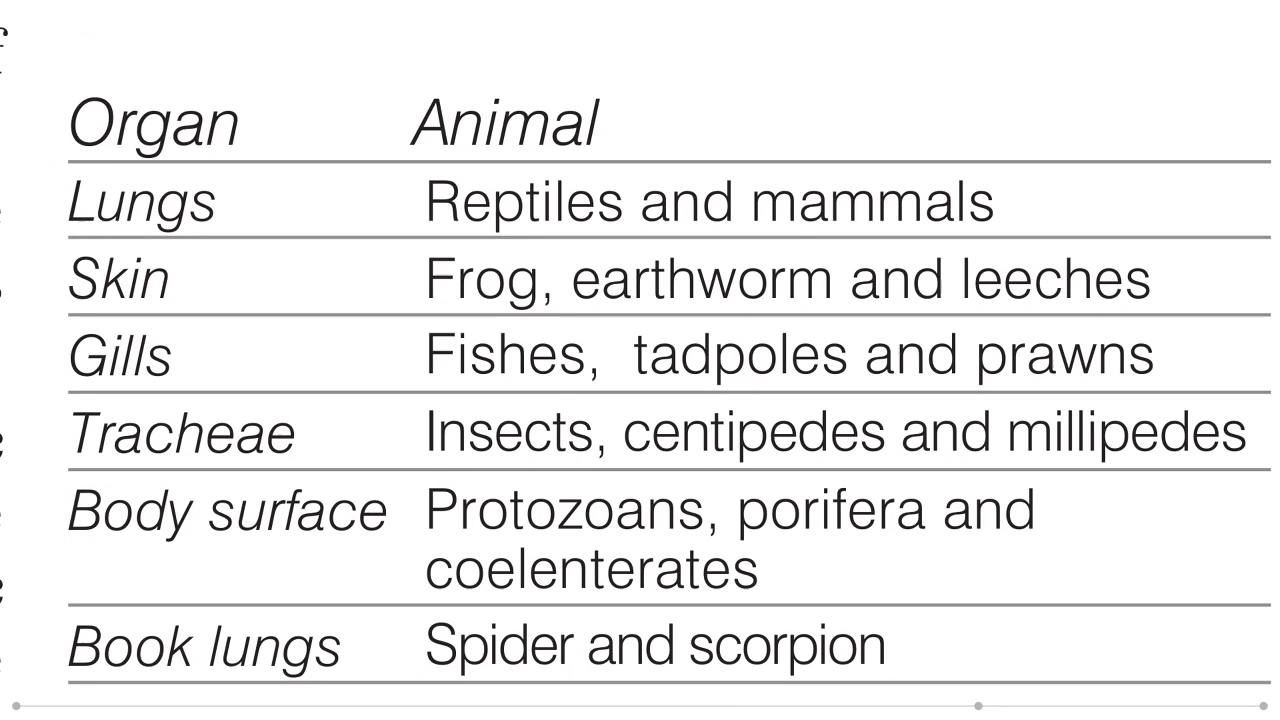 Organ Animal
Lungs Reptiles and mammals
Skin Frog, earthworm and leeches
Gills Fishes, tadpoles and prawns
Tracheae Insects, centipedes and millipedes
Body surface Protozoans, porifera and
coelenterates
Book lungs Spider and scorpion